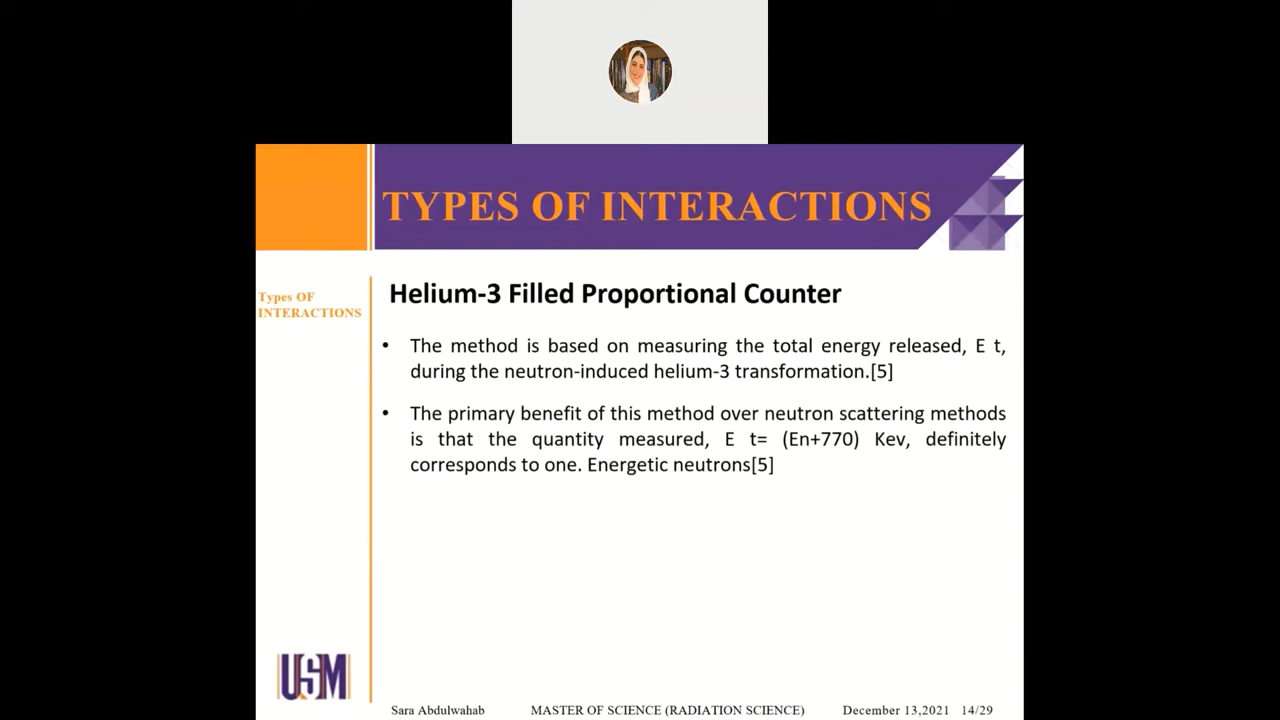 TYPES OF INTERACTIONS
Types OF
INTERACTIONS
Helium-3 Filled Proportional Counter
• The method is based on measuring the total energy released, E t,
during the neutron-induced helium-3 transformation.[5]
• The primary benefit of this method over neutron scattering methods
is that the quantity measured, E t= (En+770) Kev, definitely
corresponds to one. Energetic neutrons[5]
USM
Sara Abdulwahab MASTER OF SCIENCE (RADIATION SCIENCE) December 13,2021 14/29